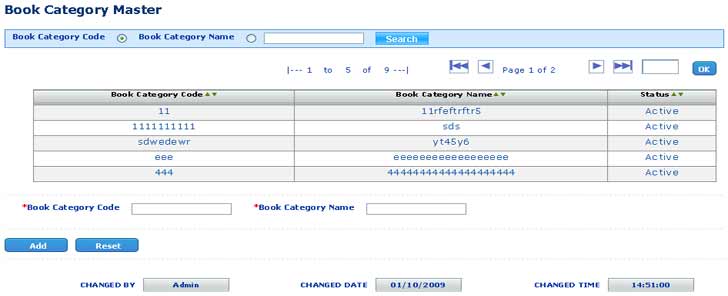 Book Category Master
Book Category Code Book Category Name Search
|--- 1 to 5 of 9 ---| Page 1 of 2 OK
Book Category Code Book Category Name Status
11 11rfeftrftr5 Active
1111111111 sds Active
sdwedewr yt45y6 Active
eee eeeeeeeeeeeeeeeeee Active
444 44444444444444444444 Active
*Book Category Code *Book Category Name
Add Reset
CHANGED BY Admin CHANGED DATE 01/10/2009 CHANGED TIME 14:51:00